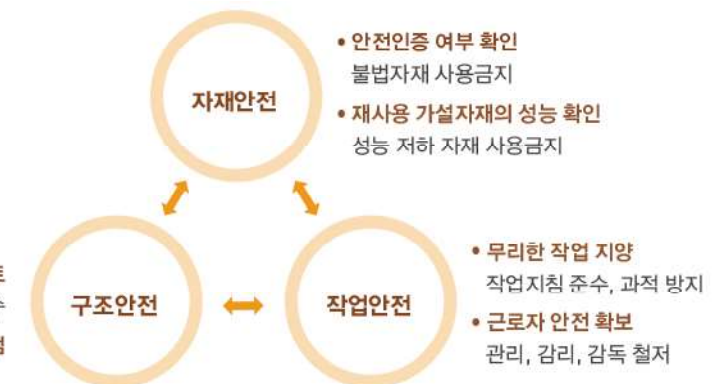 자재안전
• 안전인증 여부 확인
불법자재 사용금지
• 재사용 가설자재의 성능 확인
성능 저하 자재 사용금지
구조안전
작업안전
• 무리한 작업 지양
작업지침 준수, 과적 방지
• 근로자 안전 확보
관리, 감리, 감독 철저